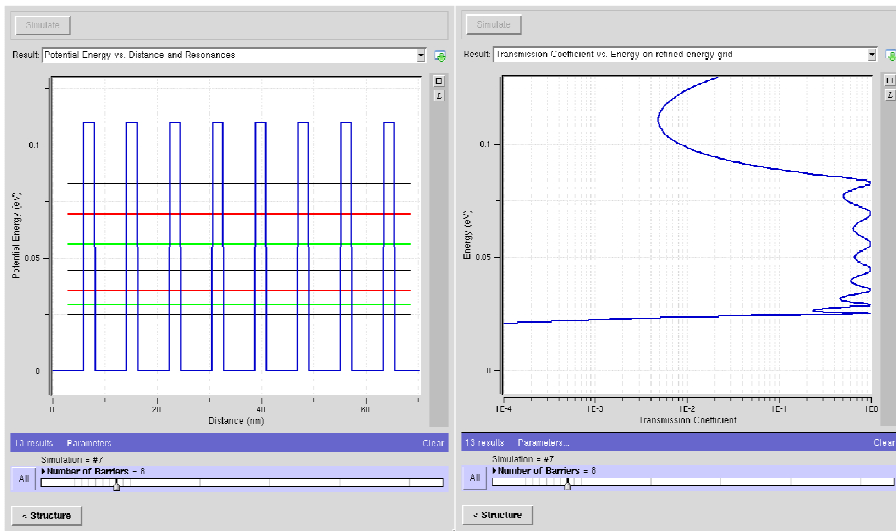 Simulate
Result: Potential Energy vs. Distance and Resonances
0.1
0.05
0
Potential Energy (eV)
0 20 40 60
Distance (nm)
13 results Parameters... Clear
Simulation = #7
All
Number of Barriers = 8
< Structure
Simulate
Result: Transmission Coefficient vs. Energy on refined energy grid
0.1
0.05
0
Energy (eV)
1E-4 1E-3 1E-2 1E-1 1E0
Transmission Coefficient
13 results Parameters... Clear
Simulation = #7
All
Number of Barriers = 8
< Structure